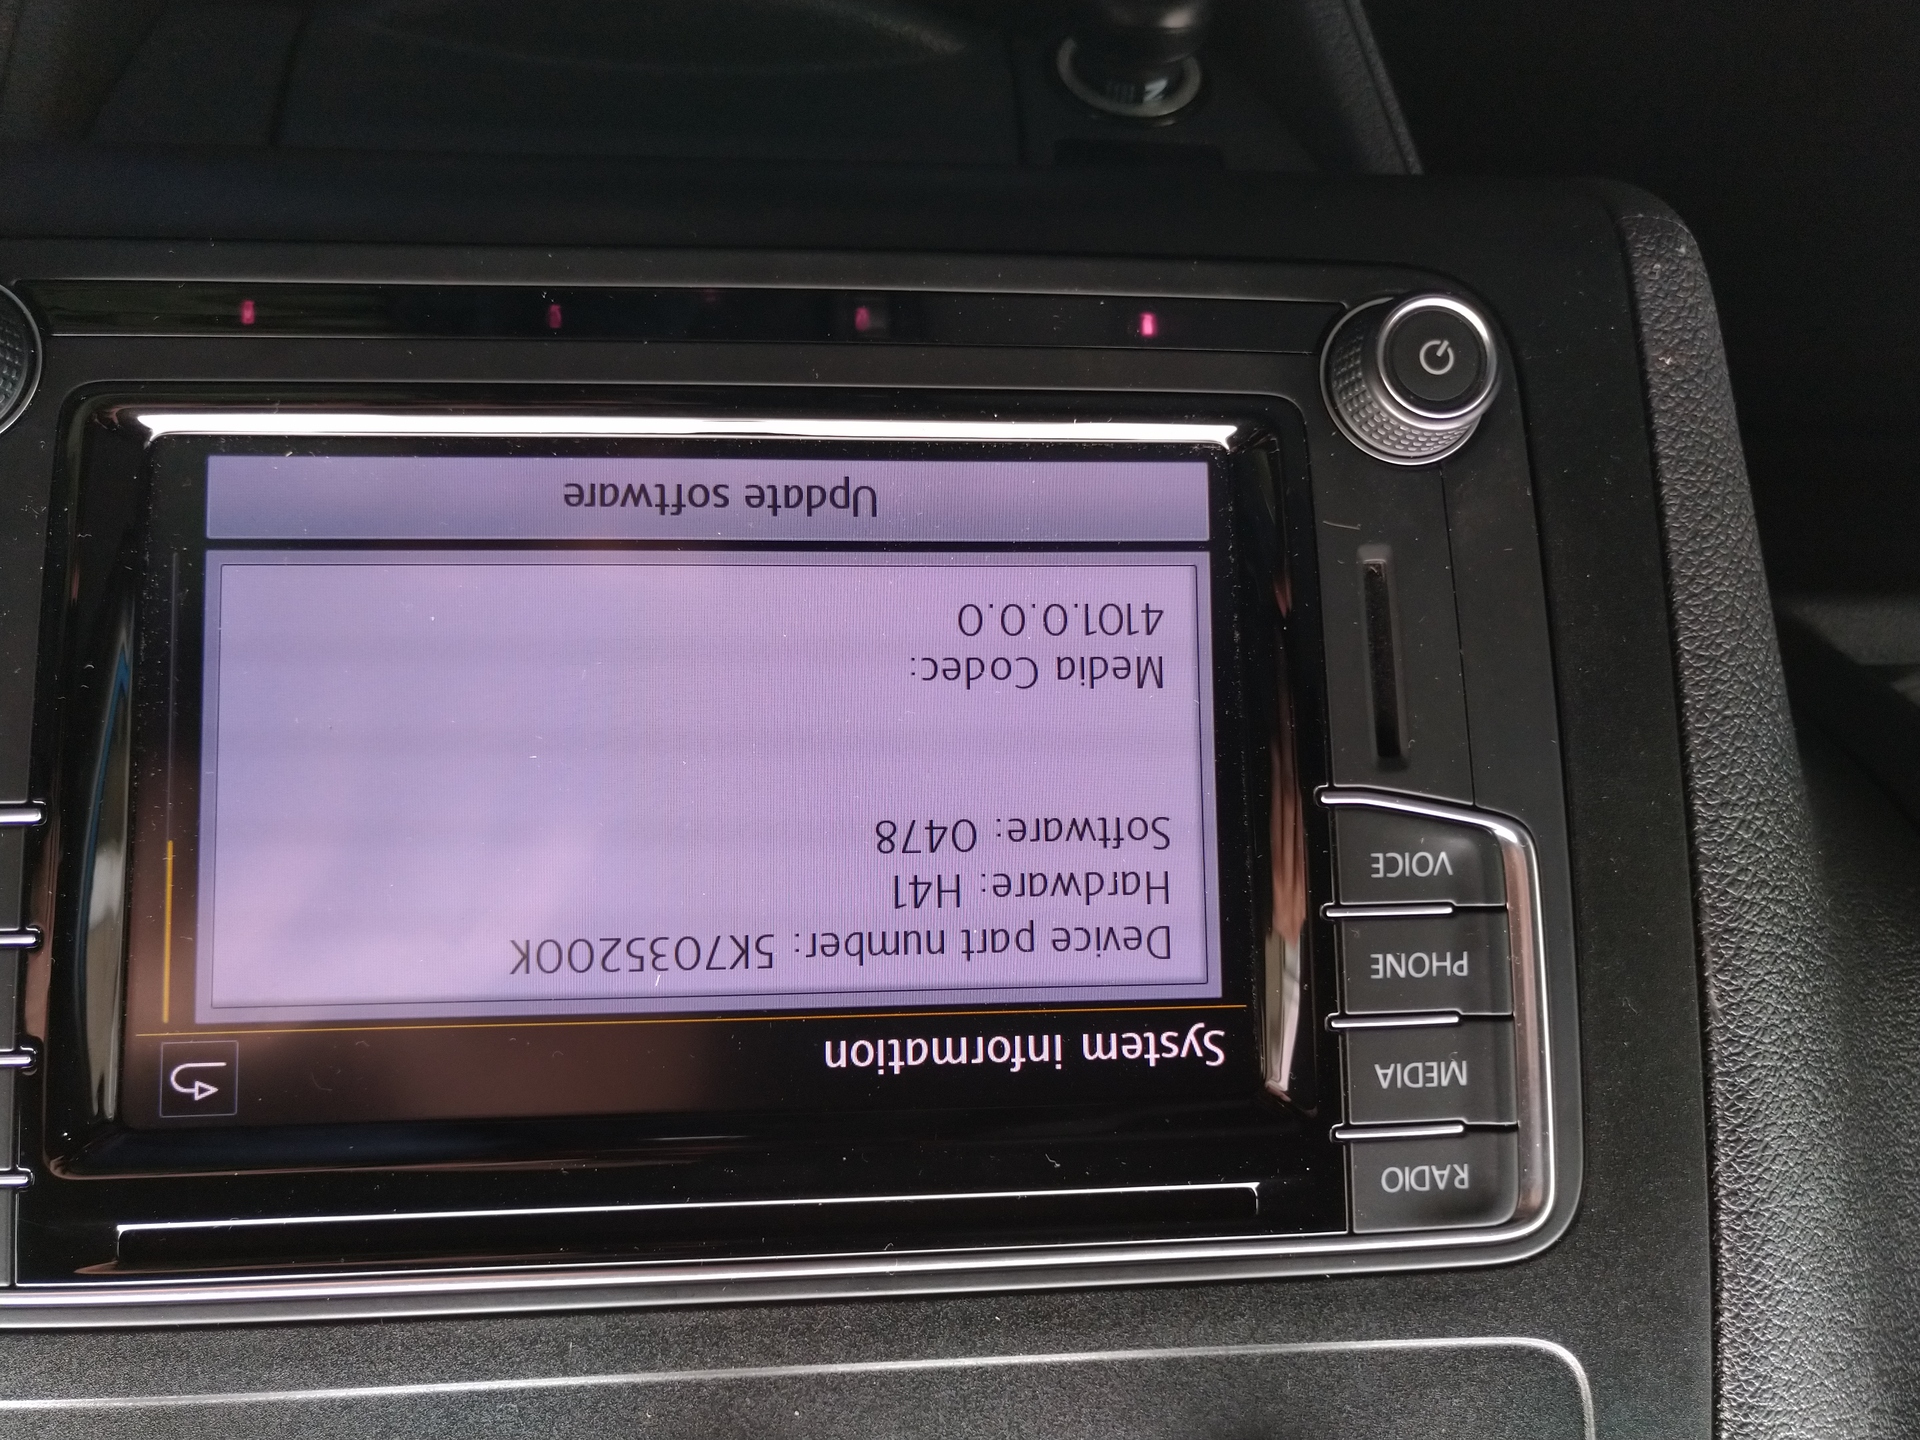 RADIO
MEDIA
PHONE
VOICE
System information
Device part number: 5K7035200K
Hardware: H41
Software: 0478
Media Codec:
4101.0.0.0
Update software